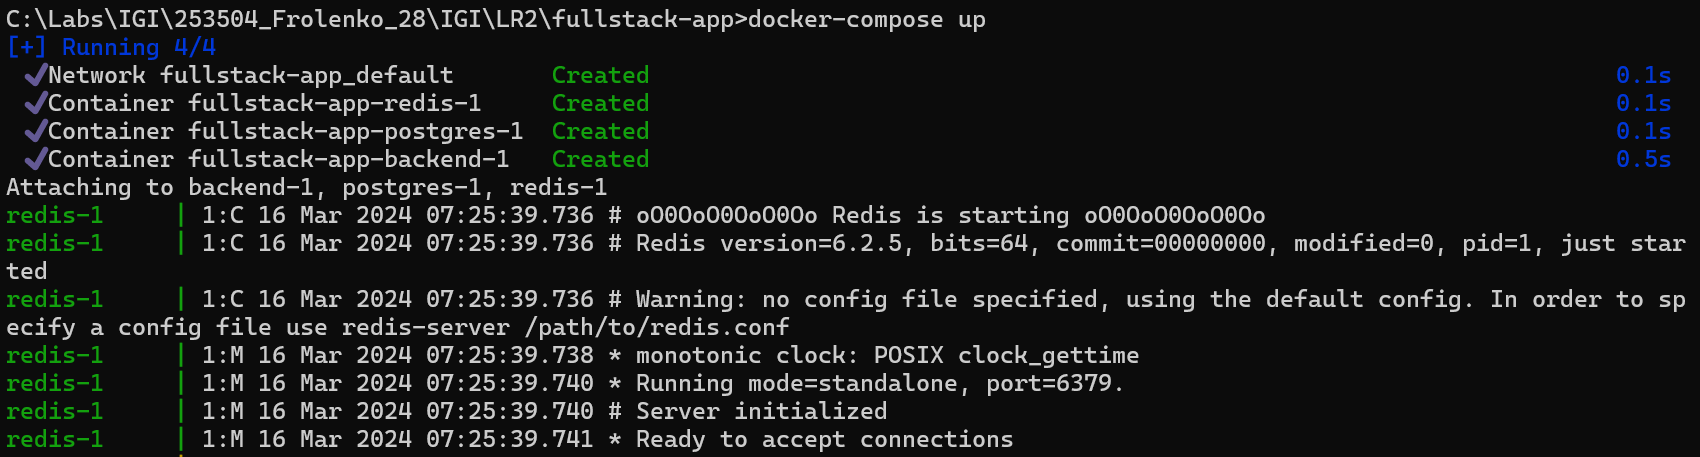 C:\Labs\IGI\253504_Frolenko_28\IGI\LR2\fullstack-app>docker-compose up
[+] Running 4/4
✔Network fullstack-app_default Created 0.1s
✔Container fullstack-app-redis-1 Created 0.1s
✔Container fullstack-app-postgres-1 Created 0.1s
✔Container fullstack-app-backend-1 Created 0.5s
Attaching to backend-1, postgres-1, redis-1
redis-1 | 1:C 16 Mar 2024 07:25:39.736 # oO0OoO0OoO0Oo Redis is starting oO0OoO0OoO0Oo
redis-1 | 1:C 16 Mar 2024 07:25:39.736 # Redis version=6.2.5, bits=64, commit=00000000, modified=0, pid=1, just star
ted
redis-1 | 1:C 16 Mar 2024 07:25:39.736 # Warning: no config file specified, using the default config. In order to sp
ecify a config file use redis-server /path/to/redis.conf
redis-1 | 1:M 16 Mar 2024 07:25:39.738 * monotonic clock: POSIX clock_gettime
redis-1 | 1:M 16 Mar 2024 07:25:39.740 * Running mode=standalone, port=6379.
redis-1 | 1:M 16 Mar 2024 07:25:39.740 # Server initialized
redis-1 | 1:M 16 Mar 2024 07:25:39.741 * Ready to accept connections